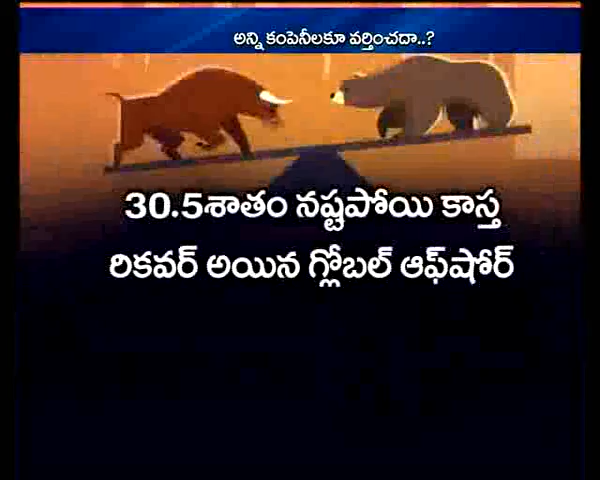 అన్ని కంపెనీలకూ వర్తించదా..?
30.5శాతం నష్టపోయి కాస్త
రికవర్ అయిన గ్లోబల్ ఆఫ్‌షోర్